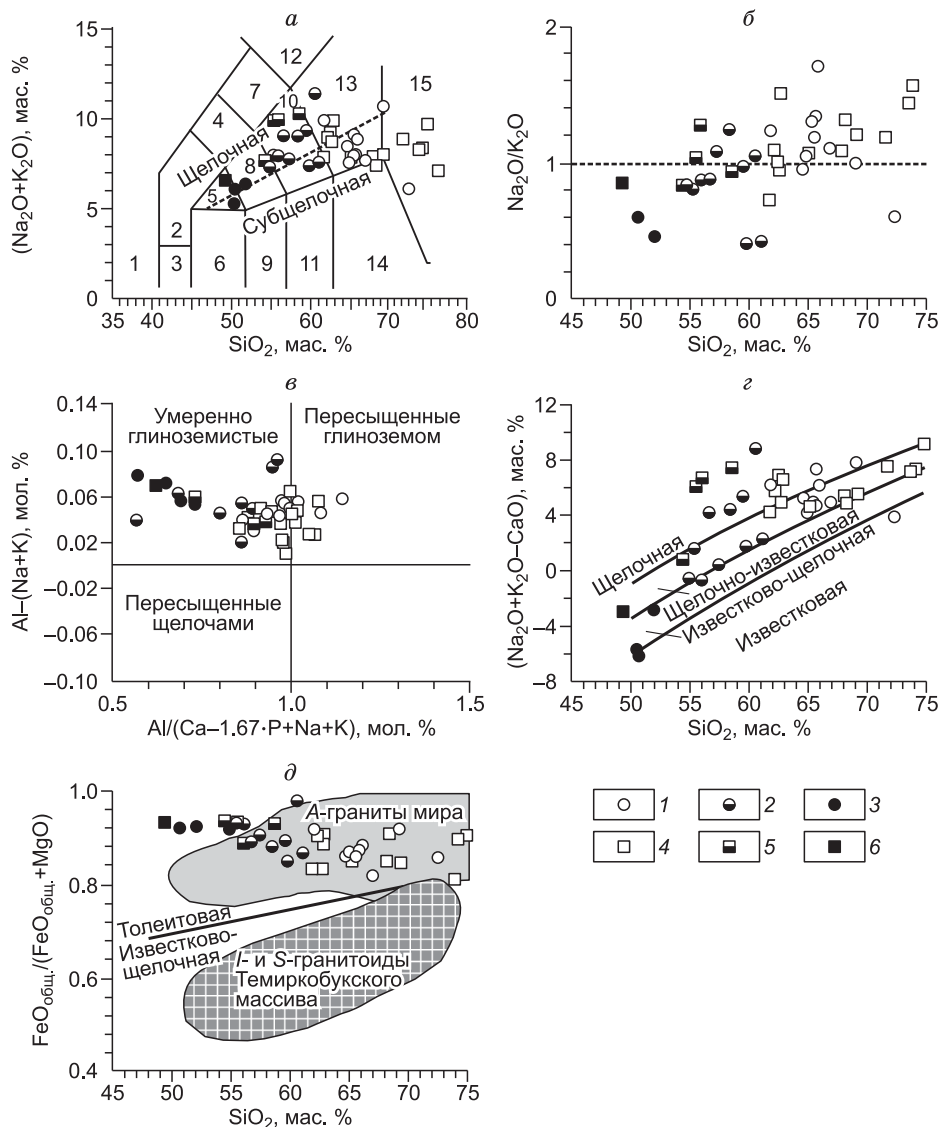 а
(Na2O+K2O), мас. %
15
10
5
0
12
7
13
15
10
4
Щелочная
8
5
Субщелочная
2
1
3
6
9
11
14
35
40
50
60
70
80
SiO2, мас. %
б
Na2O/K2O
2
1
0
45
50
55
60
65
70
75
SiO2, мас. %
в
Al–(Na+K), мол. %
0.14
0.10
0.06
0.02
–0.02
–0.06
–0.10
Умеренно
глиноземистые
Пересыщенные
глиноземом
Пересыщенные
щелочами
0.5
1.0
1.5
Al/(Ca–1.67·P+Na+K), мол. %
г
(Na2O+K2O–CaO), мас. %
12
8
4
0
–4
–8
Щелочная
Щелочно-известковая
Известково-щелочная
Известковая
45
50
55
60
65
70
75
SiO2, мас. %
д
FeOобщ./(FeOобщ.+MgO)
1.0
0.8
0.6
0.4
А-граниты мира
Толеитовая
Известково-
щелочная
I- и S-гранитоиды
Темиркобукского
массива
45
50
55
60
65
70
75
SiO2, мас. %
1
2
3
4
5
6